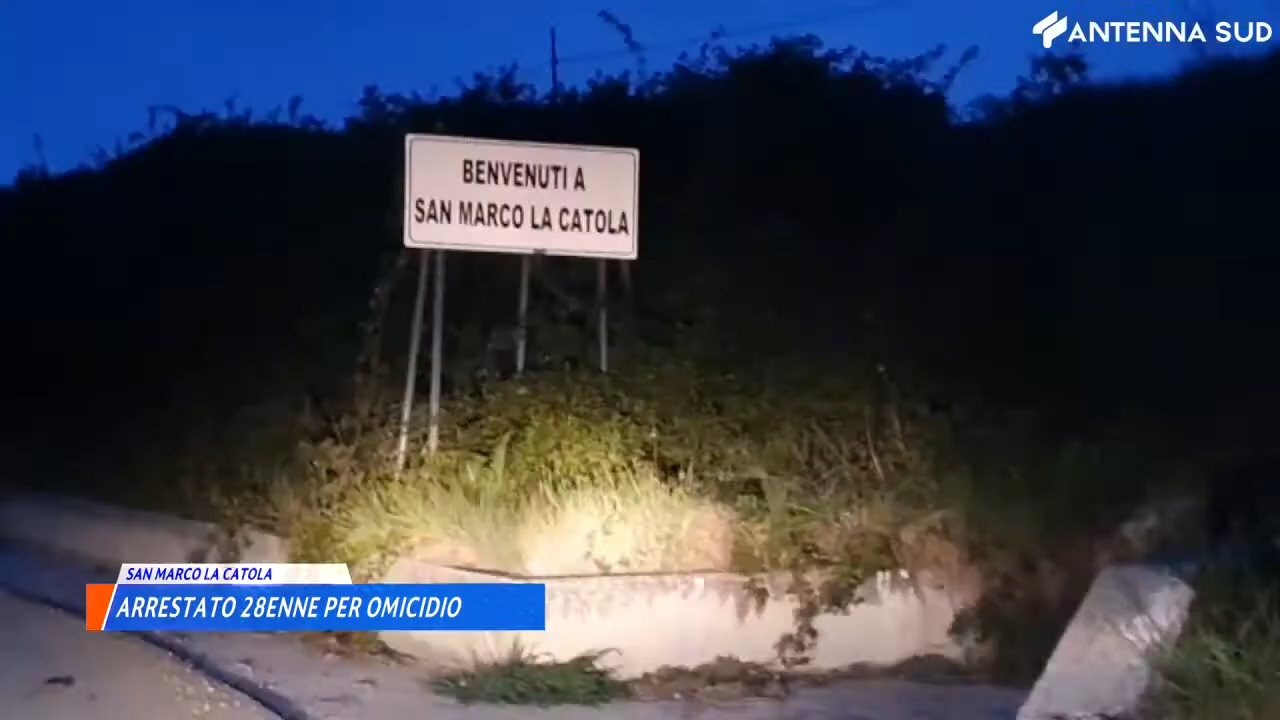 ANTENNA SUD
BENVENUTI A
SAN MARCO LA CATOLA
SAN MARCO LA CATOLA
ARRESTATO 28ENNE PER OMICIDIO